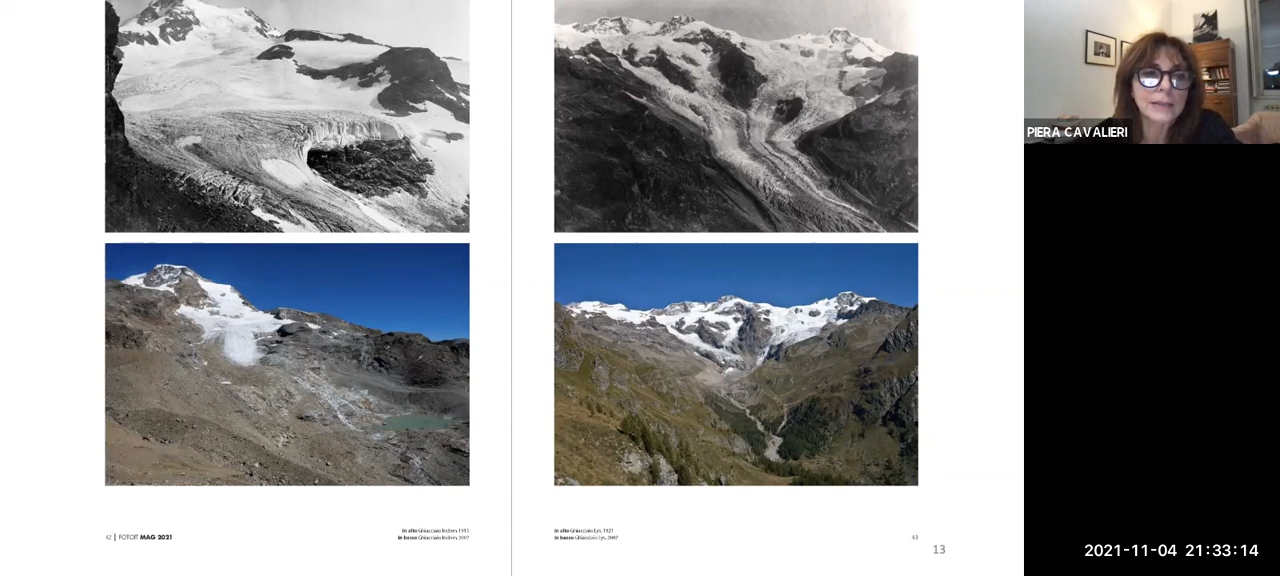 PIERA CAVALIERI
in alto Ghiacciaio Indren,
in basso Ghiacciaio Indren, 2007
42 | FOTOIT MAG 2021
in alto Ghiacciaio Lys, 1921
in basso Ghiacciaio Lys, 2007
43
13
2021-11-04 21:33:14